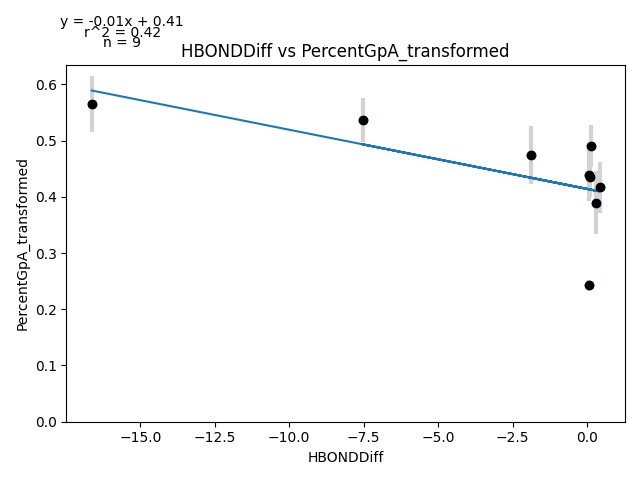 y = -0.01x + 0.41
r^2 = 0.42
n = 9
HBONDDiff vs PercentGpA_transformed
0.6
0.5
0.4
0.3
0.2
0.1
0.0
PercentGpA_transformed
−15.0 −12.5 −10.0 −7.5 −5.0 −2.5 0.0
HBONDDiff